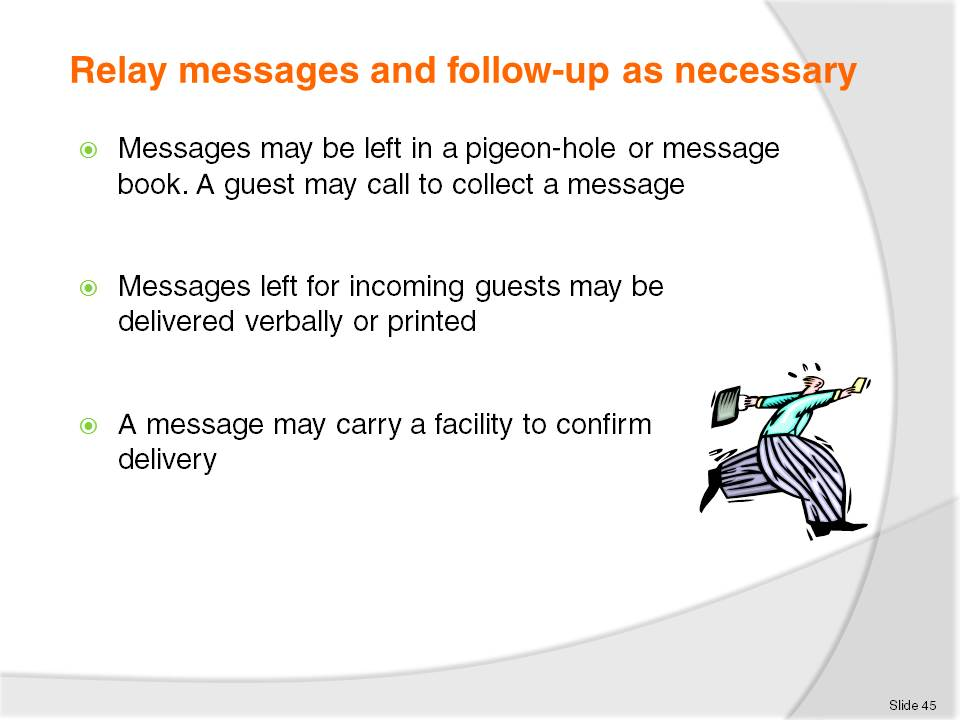 Relay messages and follow-up as necessary
Messages may be left in a pigeon-hole or message
book. A guest may call to collect a message
Messages left for incoming guests may be
delivered verbally or printed
A message may carry a facility to confirm
delivery
Slide 45